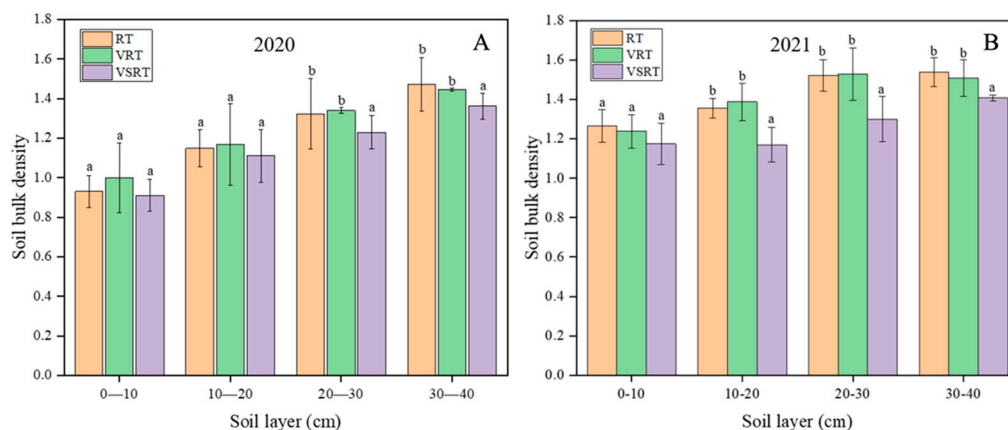 2020
A
RT
VRT
VSRT
Soil bulk density
1.8
1.6
1.4
1.2
1.0
0.8
0.6
0.4
0.2
0.0
a a a
a a a
b b a
b b a
0—10 10—20 20—30 30—40
Soil layer (cm)
2021
B
RT
VRT
VSRT
Soil bulk density
1.8
1.6
1.4
1.2
1.0
0.8
0.6
0.4
0.2
0.0
a a a
b b a
b b a
b b a
0-10 10-20 20-30 30-40
Soil layer (cm)